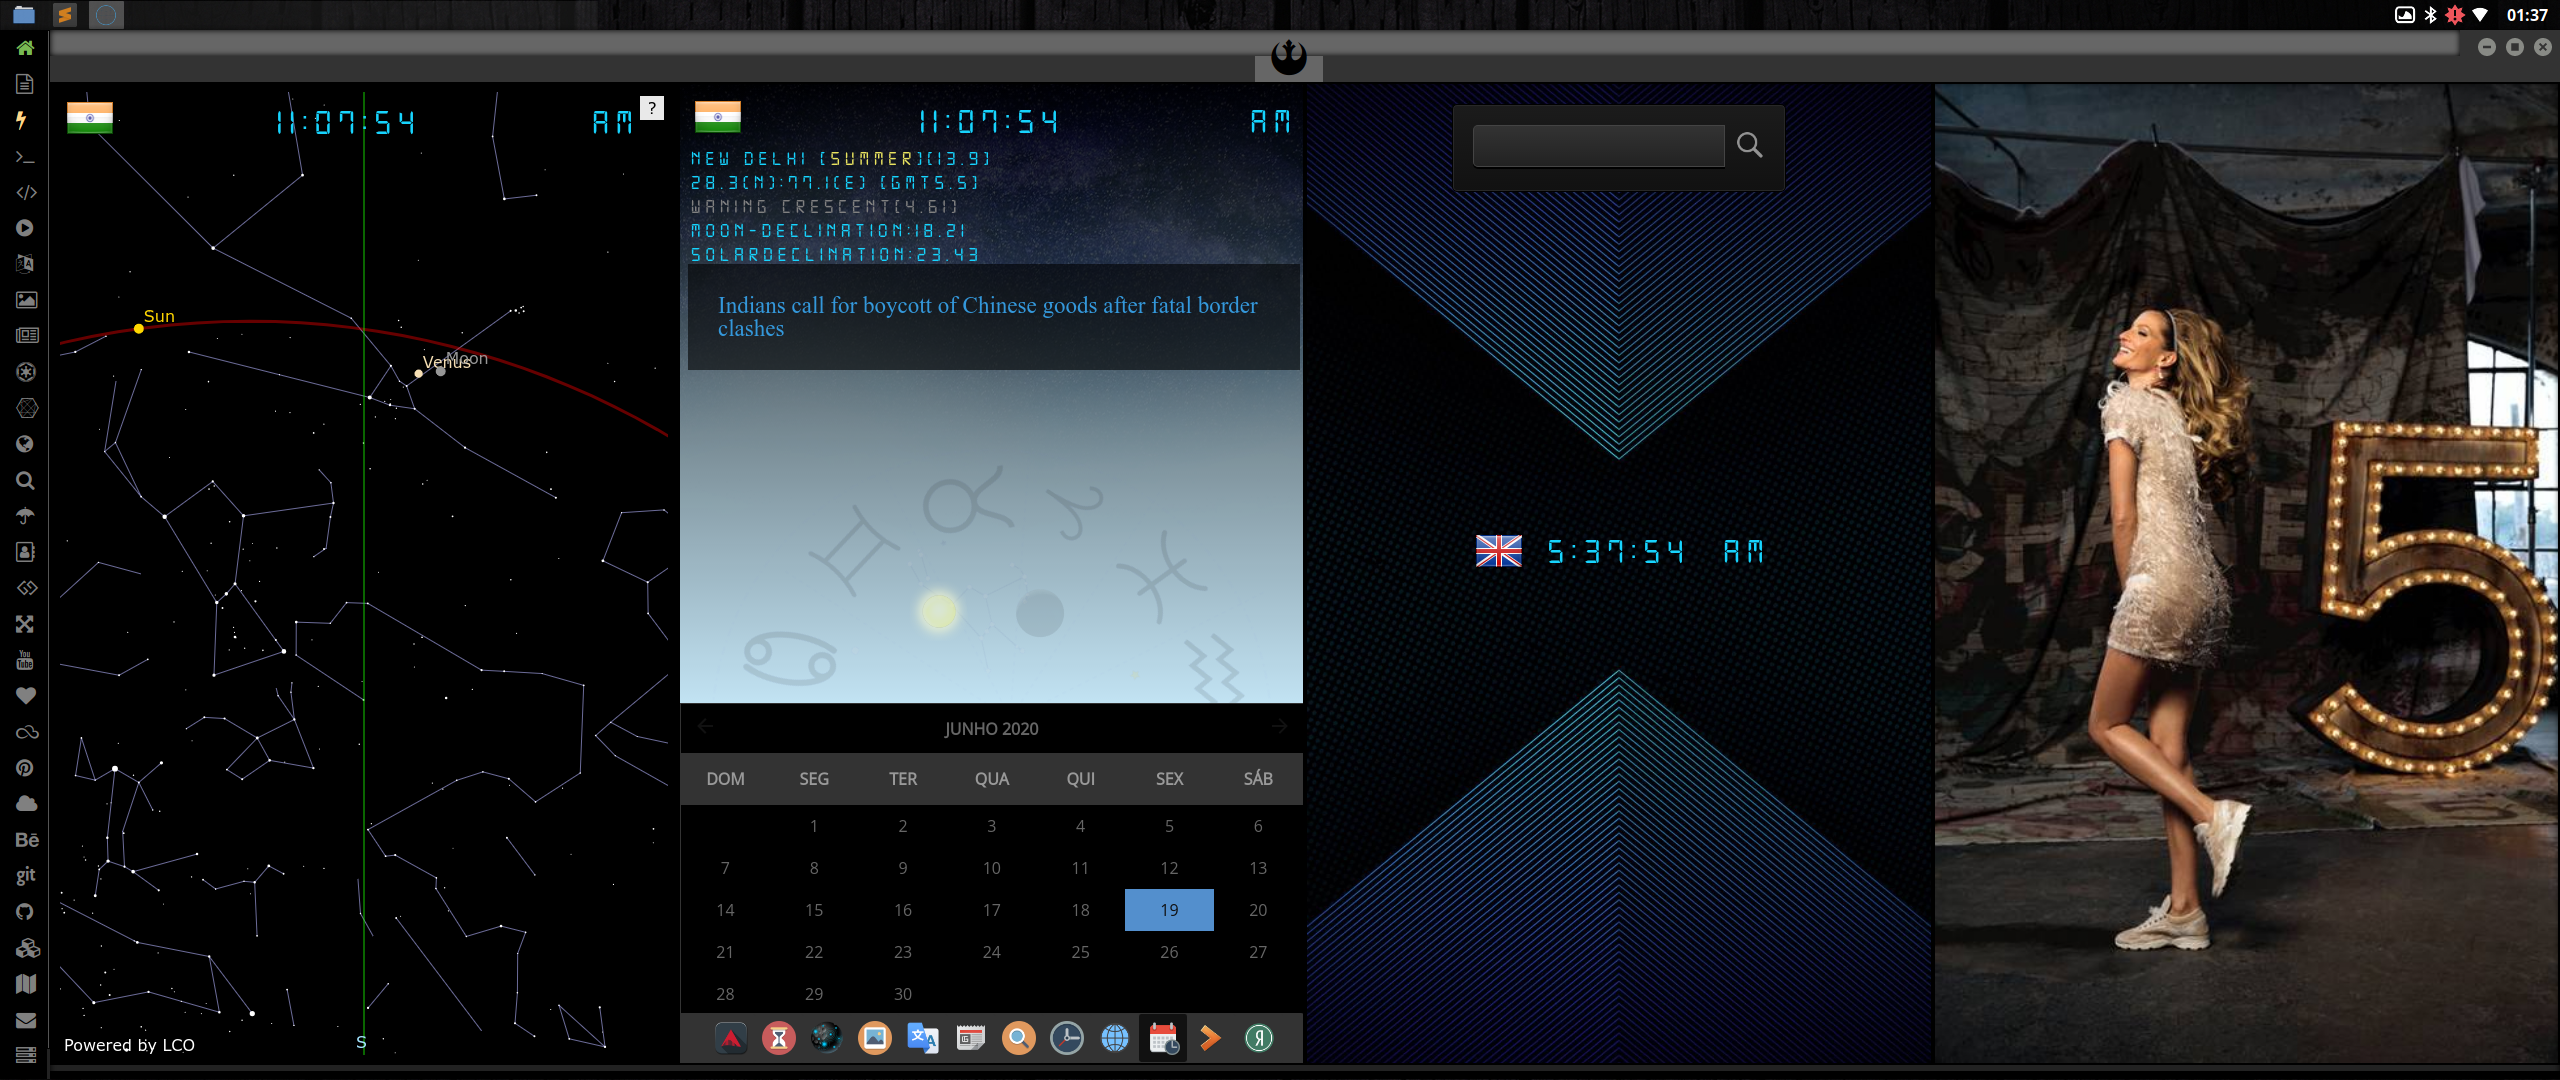 01:37
11:07:54 AM
?
Sun
Venus
Moon
S
Powered by LCO
You
Tube
Bē
git
11:07:54 AM
NEW DELHI [SUMMER][13.9]
28.3(N):77.1(E) [GMT5.5]
WANING CRESCENT[4.61]
MOON-DECLINATION:18.21
SOLARDECLINATION:23.43
Indians call for boycott of Chinese goods after fatal border
clashes
JUNHO 2020
DOM SEG TER QUA QUI SEX SÁB
1 2 3 4 5 6
7 8 9 10 11 12 13
14 15 16 17 18 19 20
21 22 23 24 25 26 27
28 29 30
5:37:54 AM
5